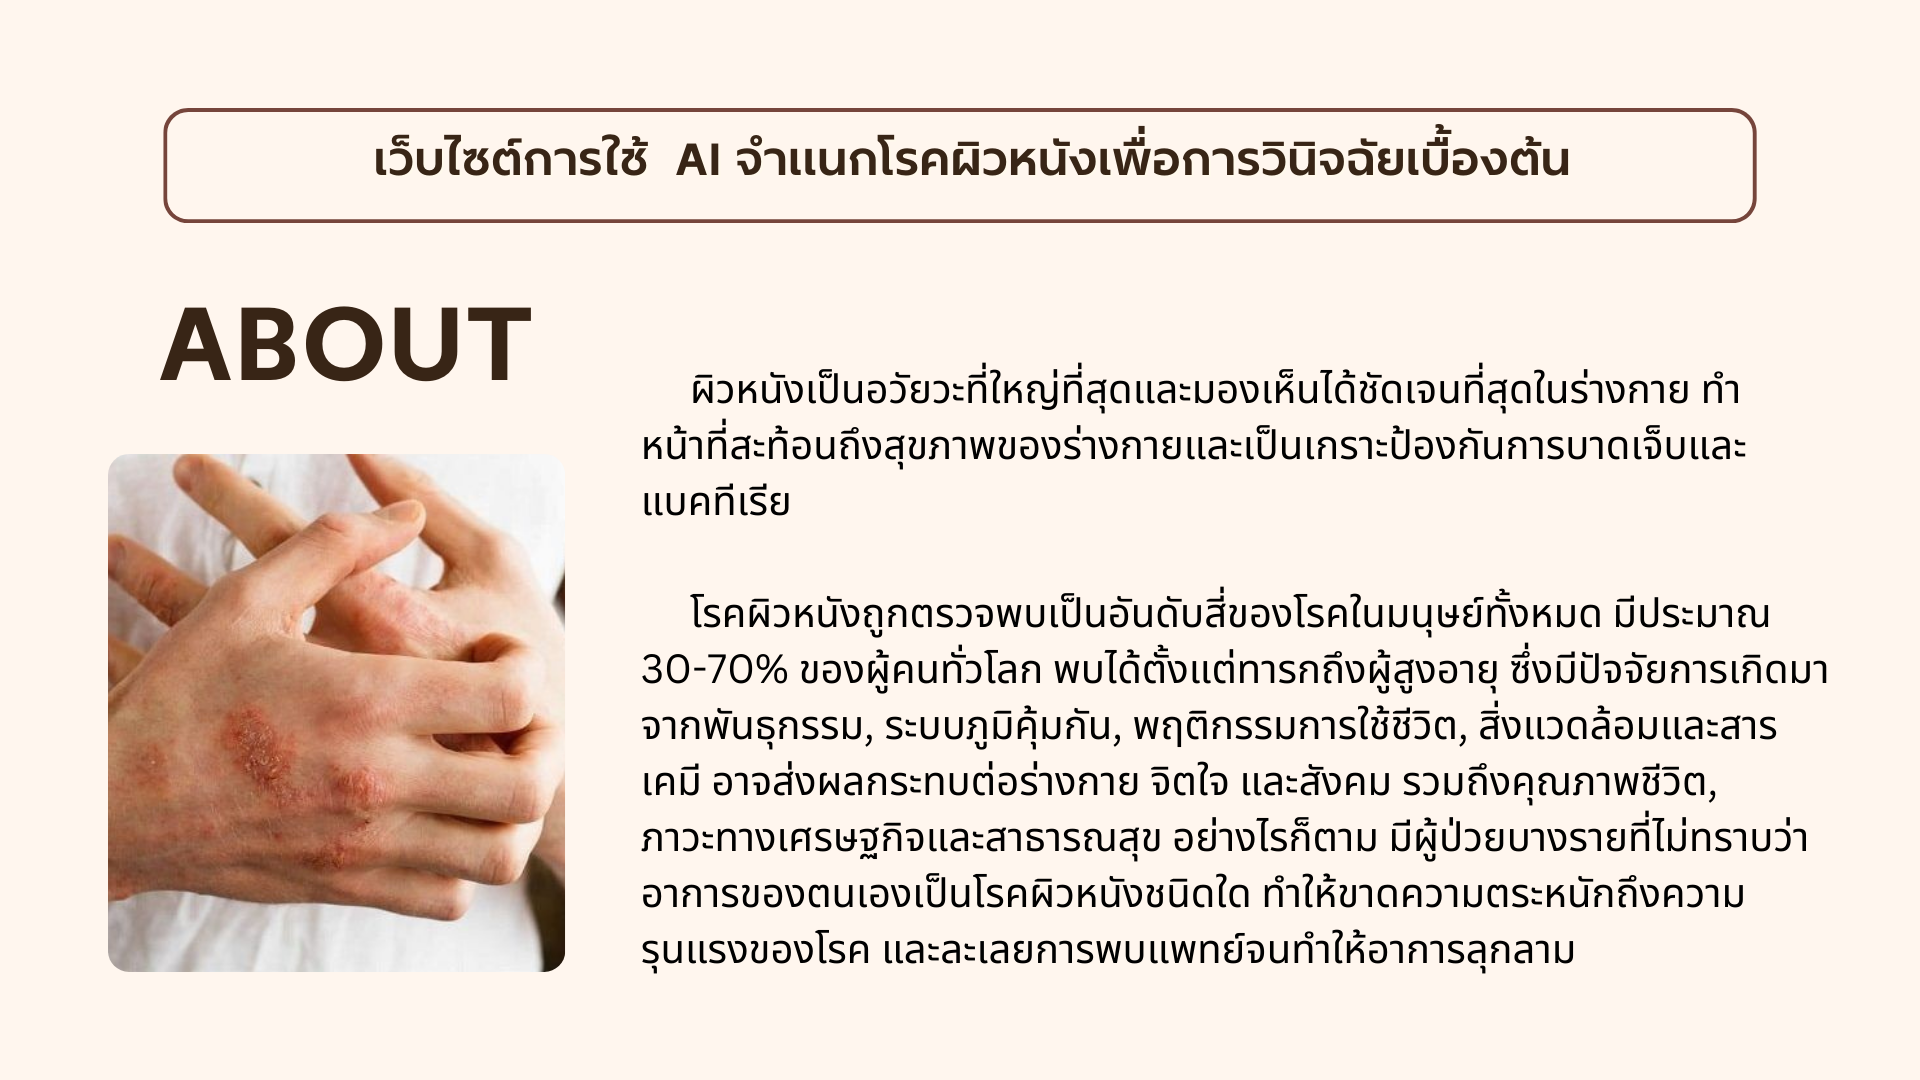 เว็บไซต์การใช้  AI จำแนกโรคผิวหนังเพื่อการวินิจฉัยเบื้องต้น
ABOUT
ผิวหนังเป็นอวัยวะที่ใหญ่ที่สุดและมองเห็นได้ชัดเจนที่สุดในร่างกาย ทำ
หน้าที่สะท้อนถึงสุขภาพของร่างกายและเป็นเกราะป้องกันการบาดเจ็บและ
แบคทีเรีย
โรคผิวหนังถูกตรวจพบเป็นอันดับสี่ของโรคในมนุษย์ทั้งหมด มีประมาณ
30-70% ของผู้คนทั่วโลก พบได้ตั้งแต่ทารกถึงผู้สูงอายุ ซึ่งมีปัจจัยการเกิดมา
จากพันธุกรรม, ระบบภูมิคุ้มกัน, พฤติกรรมการใช้ชีวิต, สิ่งแวดล้อมและสาร
เคมี อาจส่งผลกระทบต่อร่างกาย จิตใจ และสังคม รวมถึงคุณภาพชีวิต,
ภาวะทางเศรษฐกิจและสาธารณสุข อย่างไรก็ตาม มีผู้ป่วยบางรายที่ไม่ทราบว่า
อาการของตนเองเป็นโรคผิวหนังชนิดใด ทำให้ขาดความตระหนักถึงความ
รุนแรงของโรค และละเลยการพบแพทย์จนทำให้อาการลุกลาม